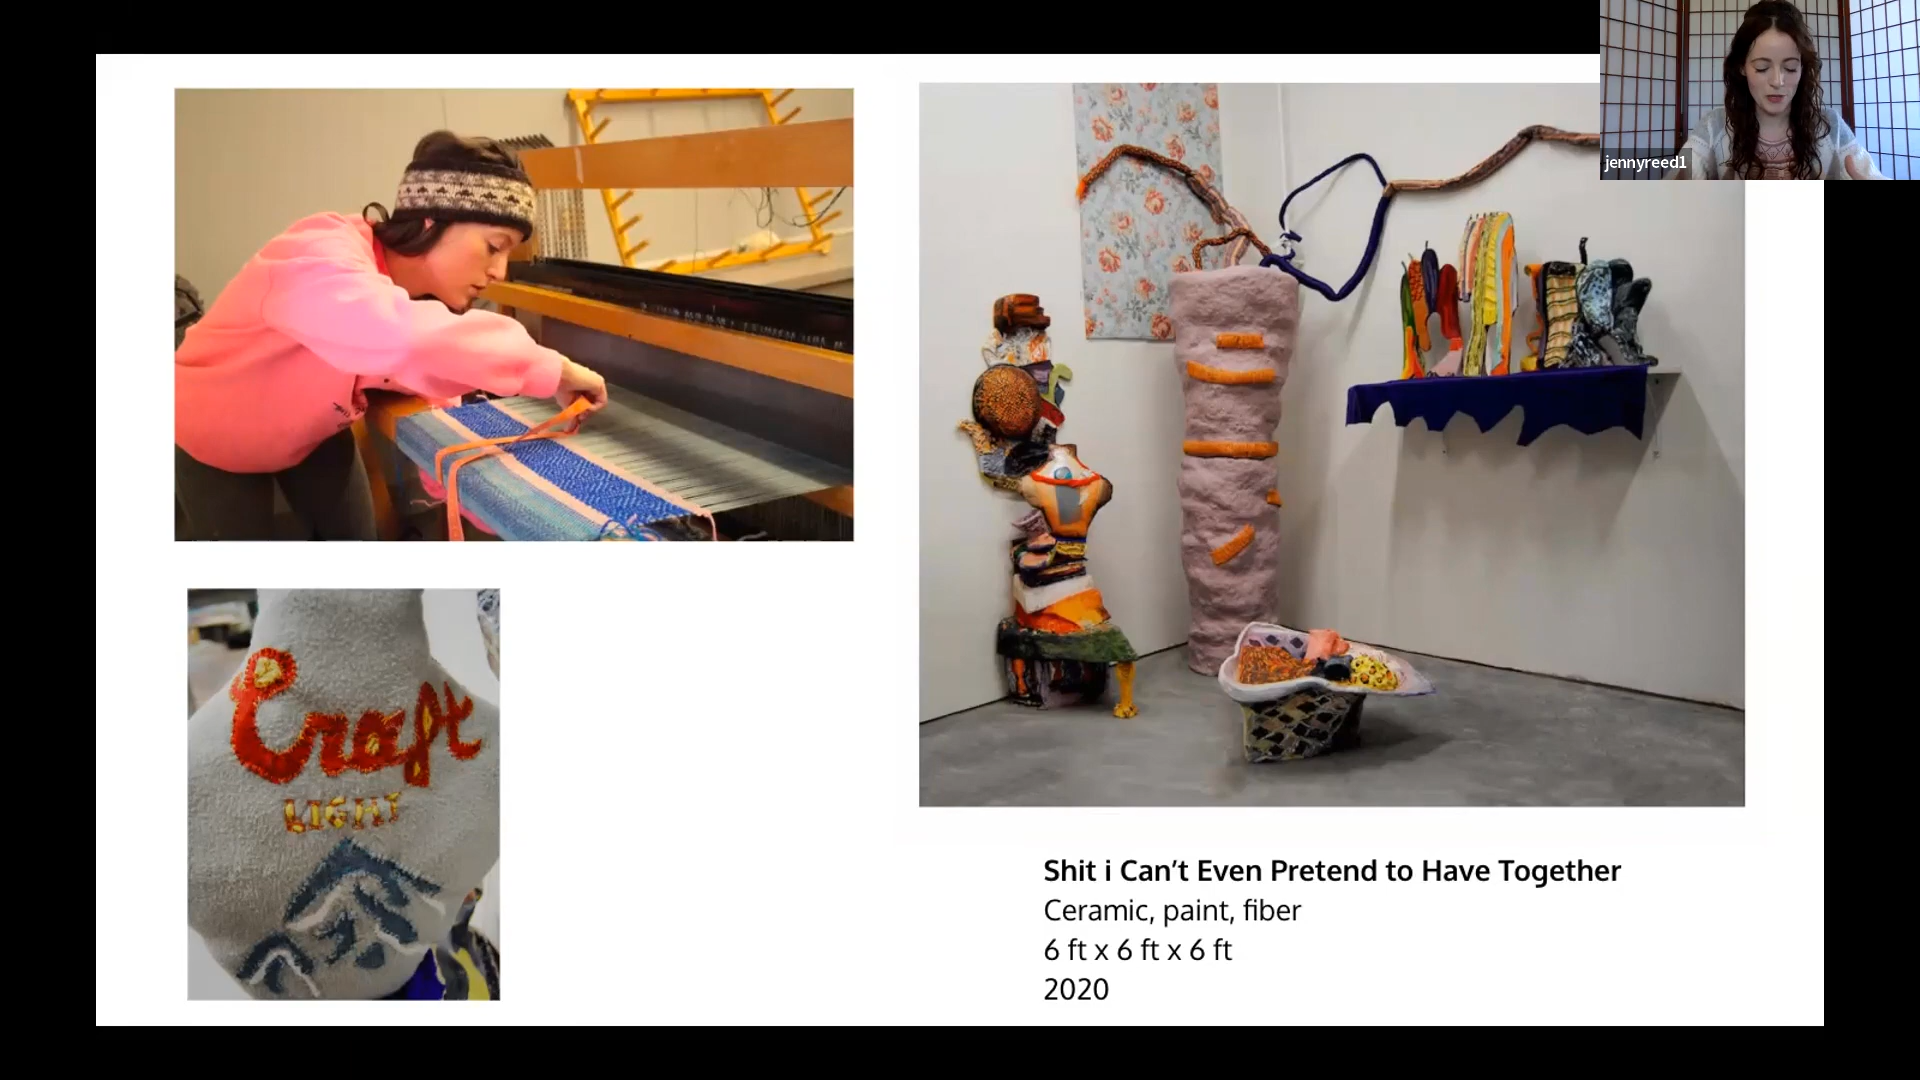 jennyreed1
Craft
LIGHT
Shit i Can't Even Pretend to Have Together
Ceramic, paint, fiber
6 ft x 6 ft x 6 ft
2020